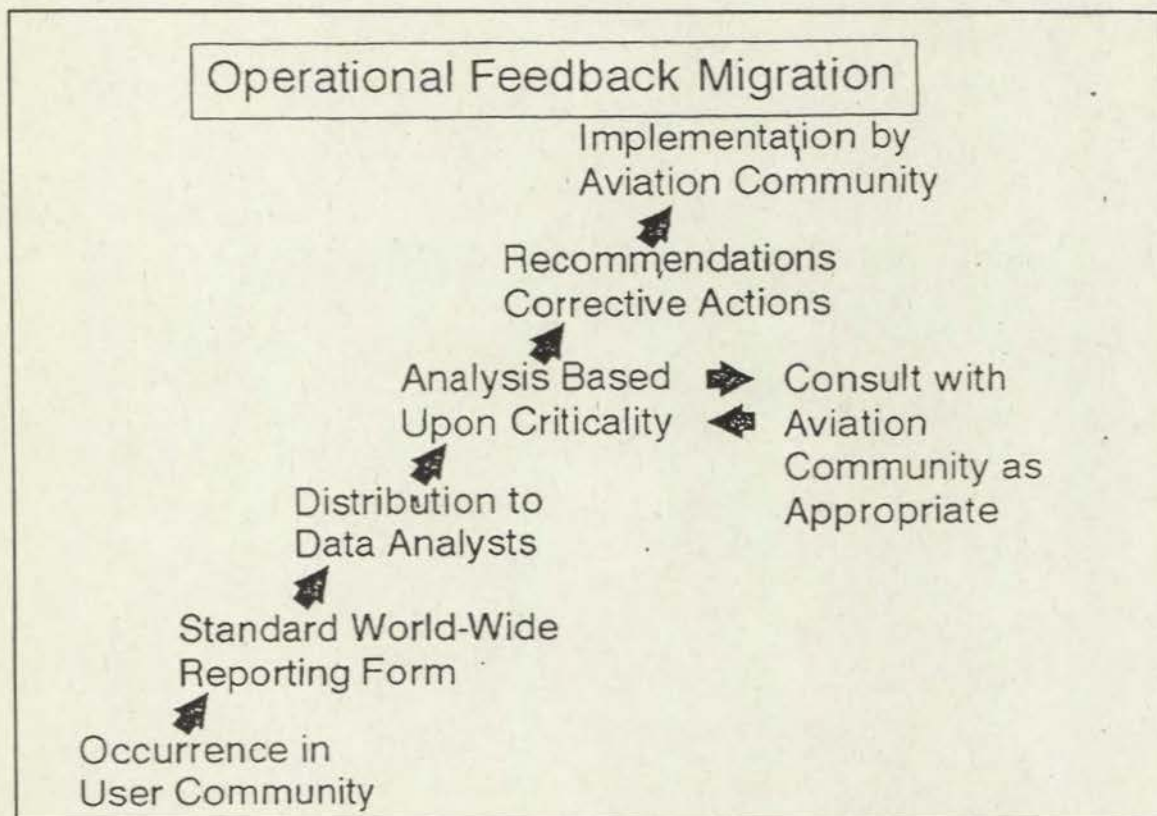 Operational Feedback Migration
Implementation by
Aviation Community
Recommendations
Corrective Actions
Analysis Based
Upon Criticality
Consult with
Aviation
Community as
Appropriate
Distribution to
Data Analysts
Standard World-Wide
Reporting Form
Occurrence in
User Community